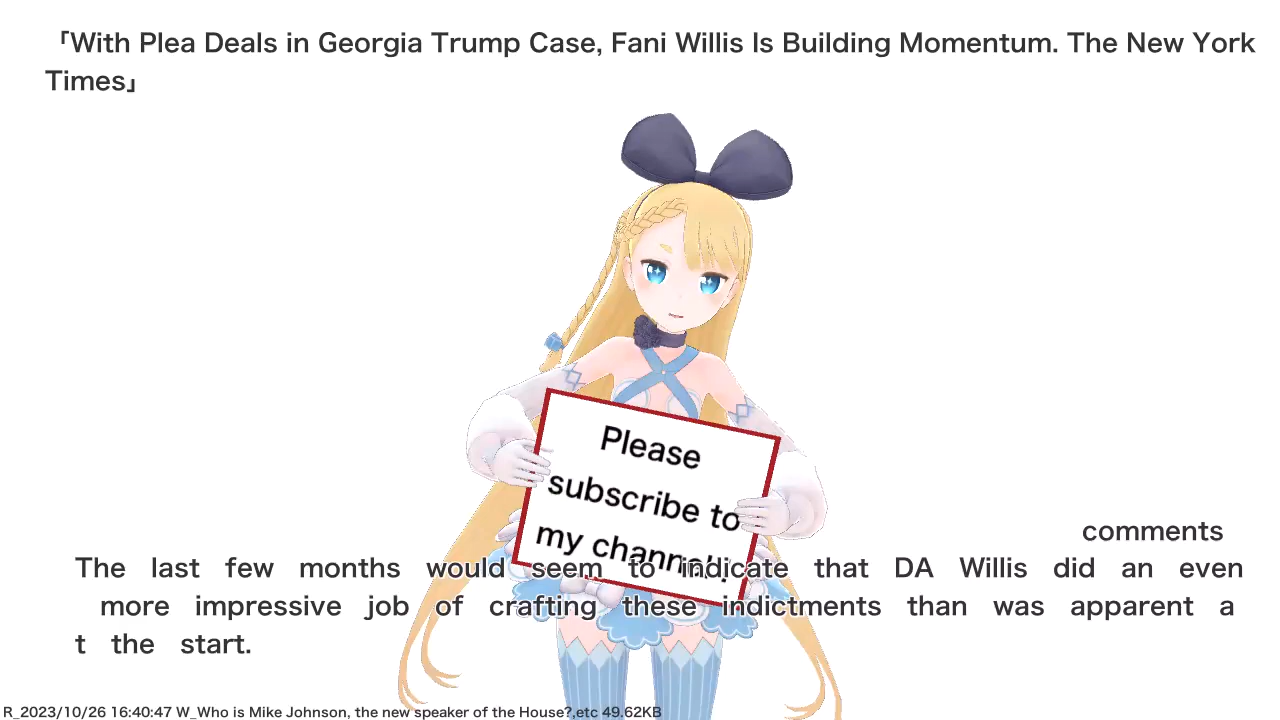 「With Plea Deals in Georgia Trump Case, Fani Willis Is Building Momentum. The New York
Times」
Please
subscribe to
my channel!
comments
The last few months would seem to indicate that DA Willis did an even
more impressive job of crafting these indictments than was apparent a
t the start.
R_2023/10/26 16:40:47 W_Who is Mike Johnson, the new speaker of the House?,etc 49.62KB